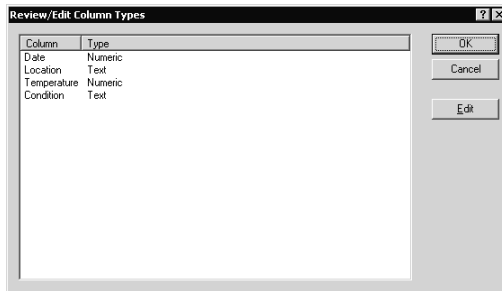 Review/Edit Column Types
Column Type
Date Numeric
Location Text
Temperature Numeric
Condition Text
OK
Cancel
Edit